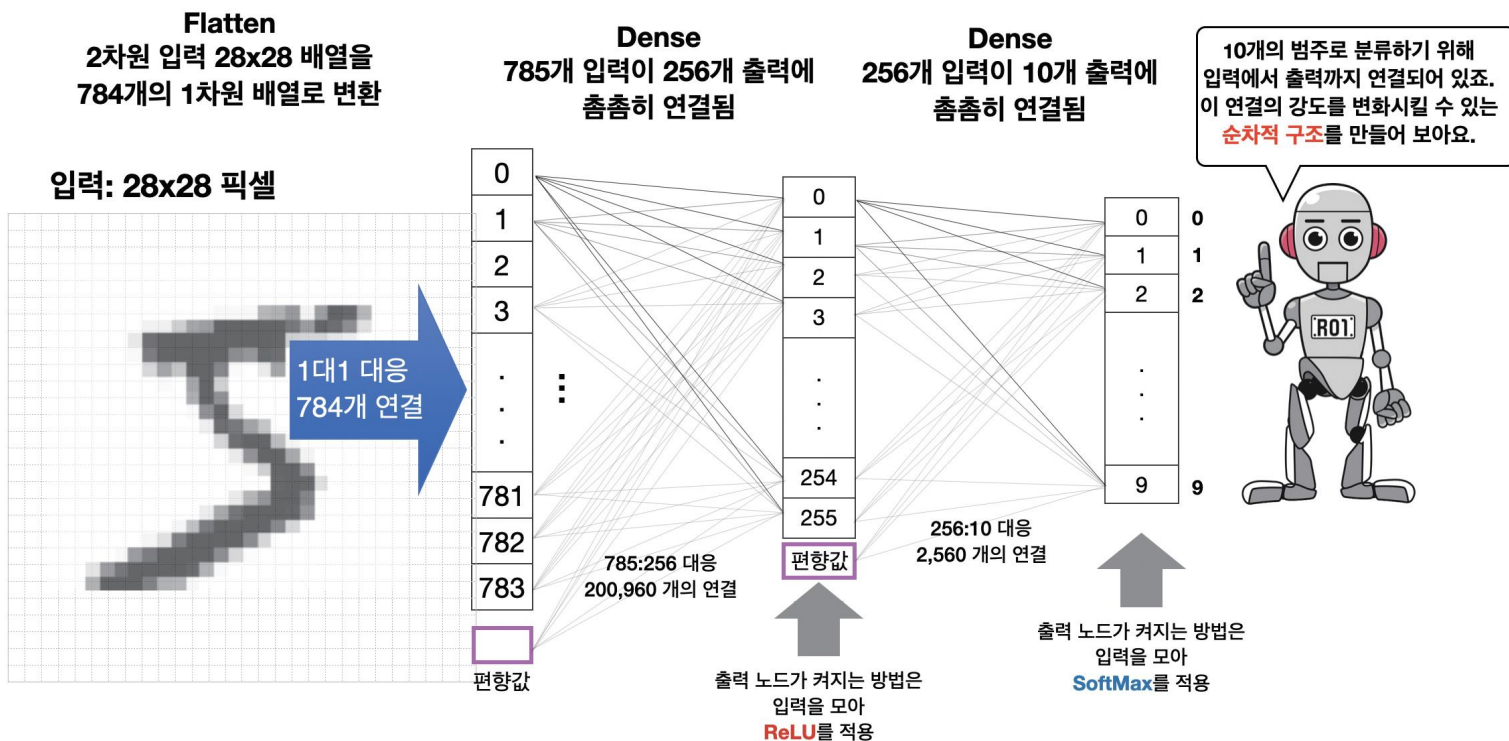 Flatten
2차원 입력 28x28 배열을
784개의 1차원 배열로 변환
Dense
785개 입력이 256개 출력에
촘촘히 연결됨
Dense
256개 입력이 10개 출력에
촘촘히 연결됨
10개의 범주로 분류하기 위해
입력에서 출력까지 연결되어 있죠.
이 연결의 강도를 변화시킬 수 있는
순차적 구조를 만들어 보아요.
입력: 28x28 픽셀
1대1 대응
784개 연결
0
1
2
3
.
.
.
781
782
783
편향값
...
785:256 대응
200,960 개의 연결
0
1
2
3
.
.
.
254
255
편향값
출력 노드가 켜지는 방법은
입력을 모아
ReLU를 적용
256:10 대응
2,560 개의 연결
0 0
1 1
2 2
.
.
.
9 9
출력 노드가 켜지는 방법은
입력을 모아
SoftMax를 적용
R01